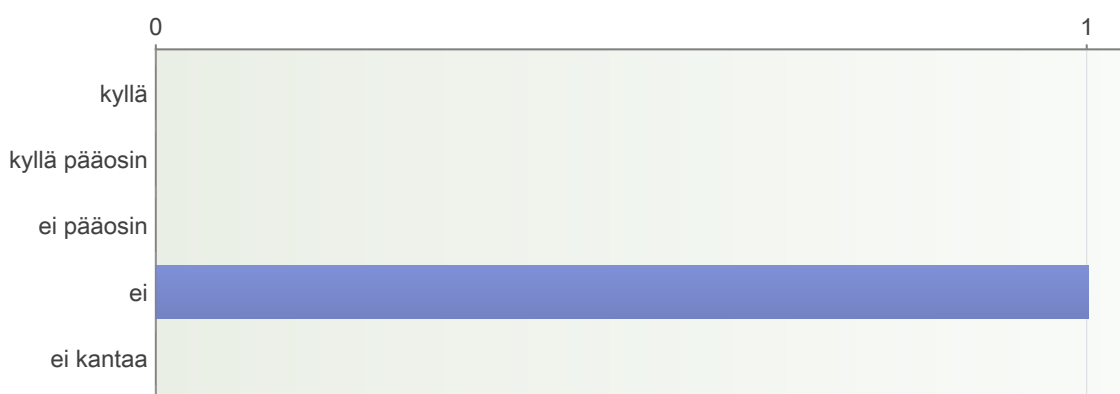 0 1
kyllä
kyllä pääosin
ei pääosin
ei
ei kantaa